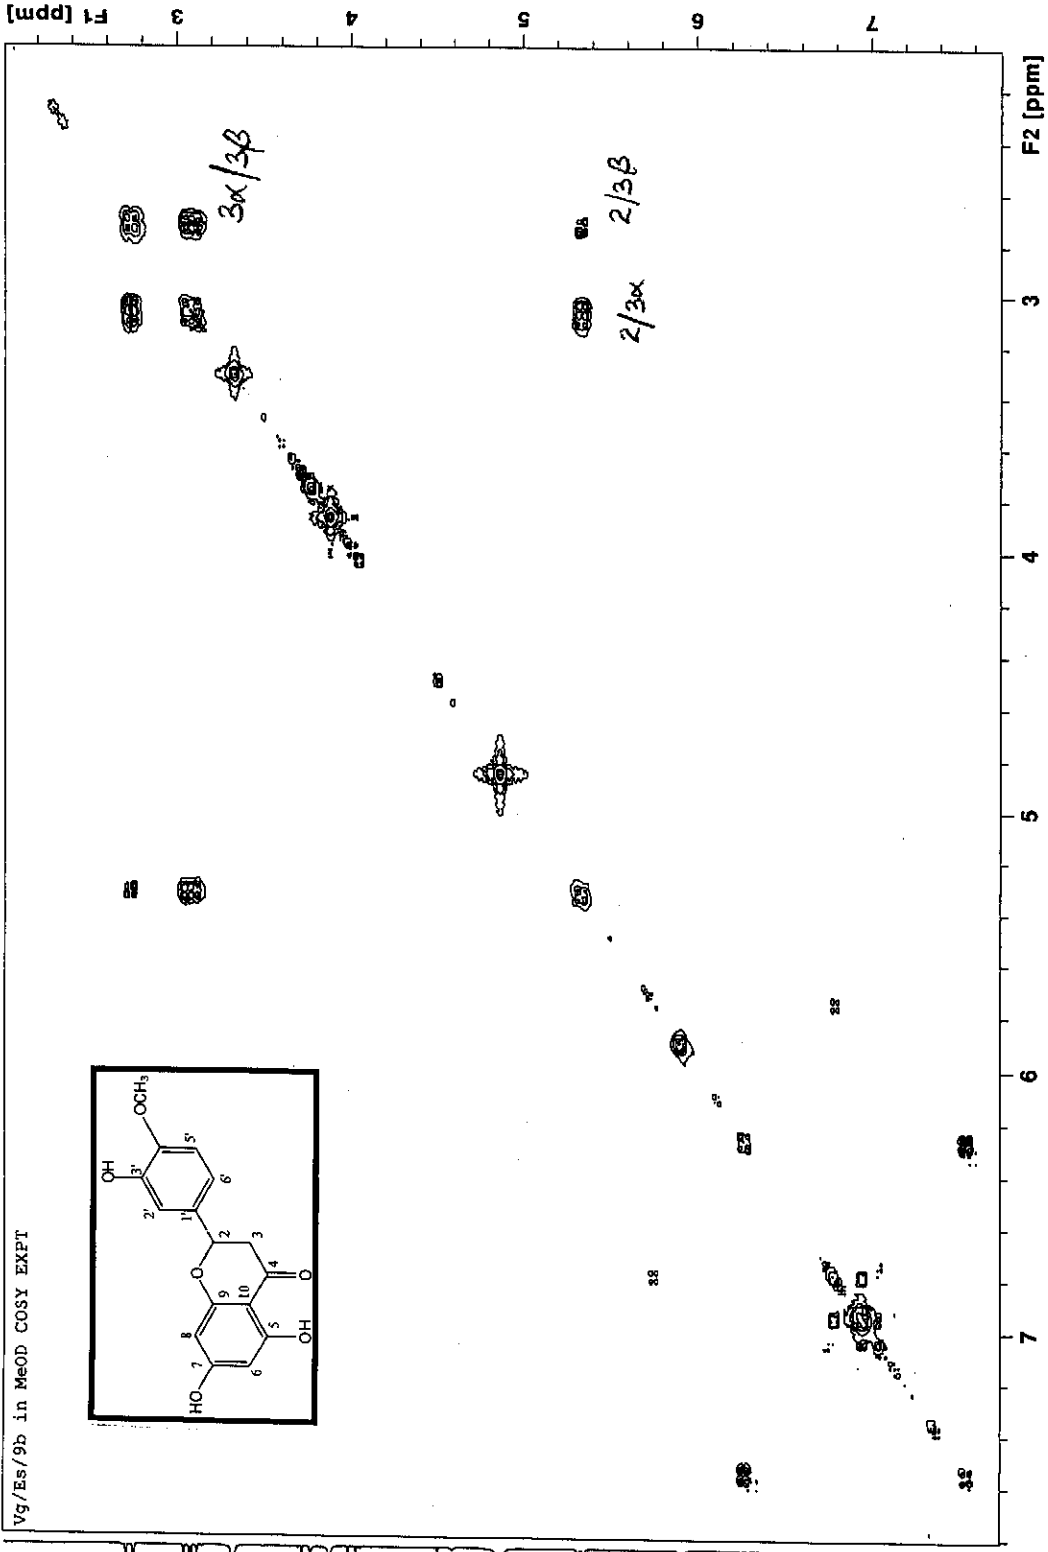 Vg/Es/9b in MeOD COSY EXPT
F1 [ppm]
3
4
5
6
7
F2 [ppm]
3
4
5
6
7
3α/3β
2/3β
2/3α
OH
OCH3
3'
2'
5'
6'
1'
HO
O
8
9
2
7
3
10
4
6
5
OH
O